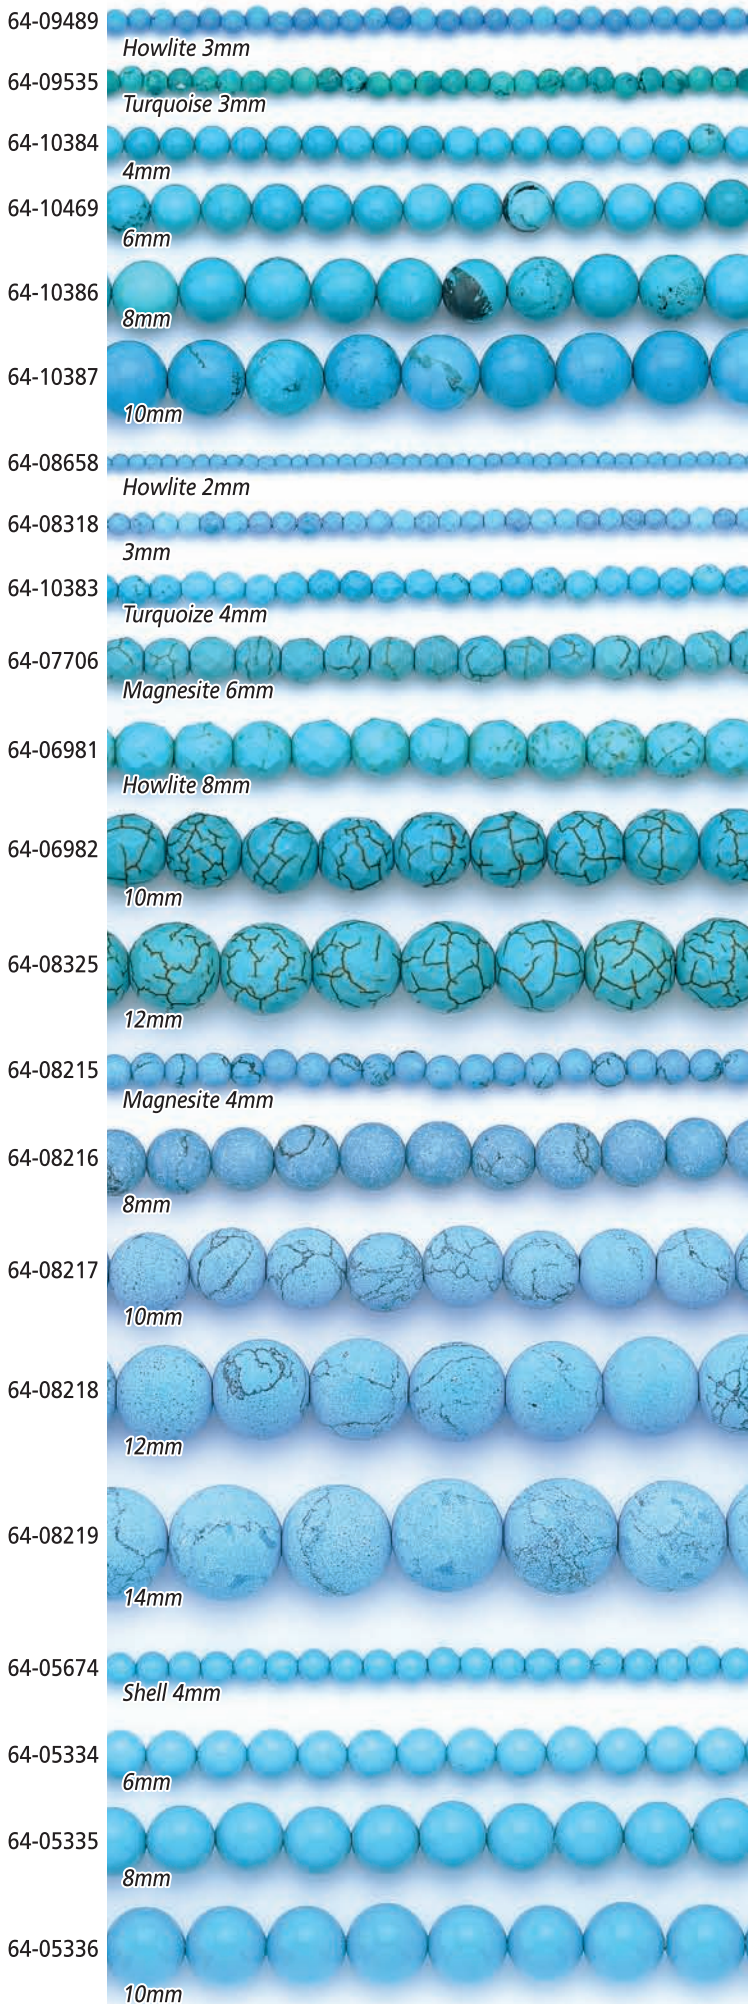 64-09489
Howlite 3mm
64-09535
Turquoise 3mm
64-10384
4mm
64-10469
6mm
64-10386
8mm
64-10387
10mm
64-08658
Howlite 2mm
64-08318
3mm
64-10383
Turquoize 4mm
64-07706
Magnesite 6mm
64-06981
Howlite 8mm
64-06982
10mm
64-08325
12mm
64-08215
Magnesite 4mm
64-08216
8mm
64-08217
10mm
64-08218
12mm
64-08219
14mm
64-05674
Shell 4mm
64-05334
6mm
64-05335
8mm
64-05336
10mm